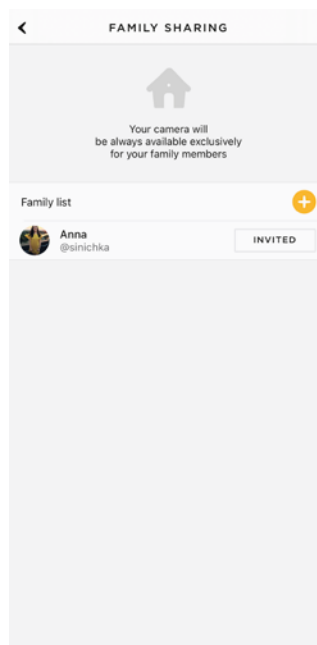 FAMILY SHARING
Your camera will
be always available exclusively
for your family members
Family list
Anna
INVITED
@sinichka